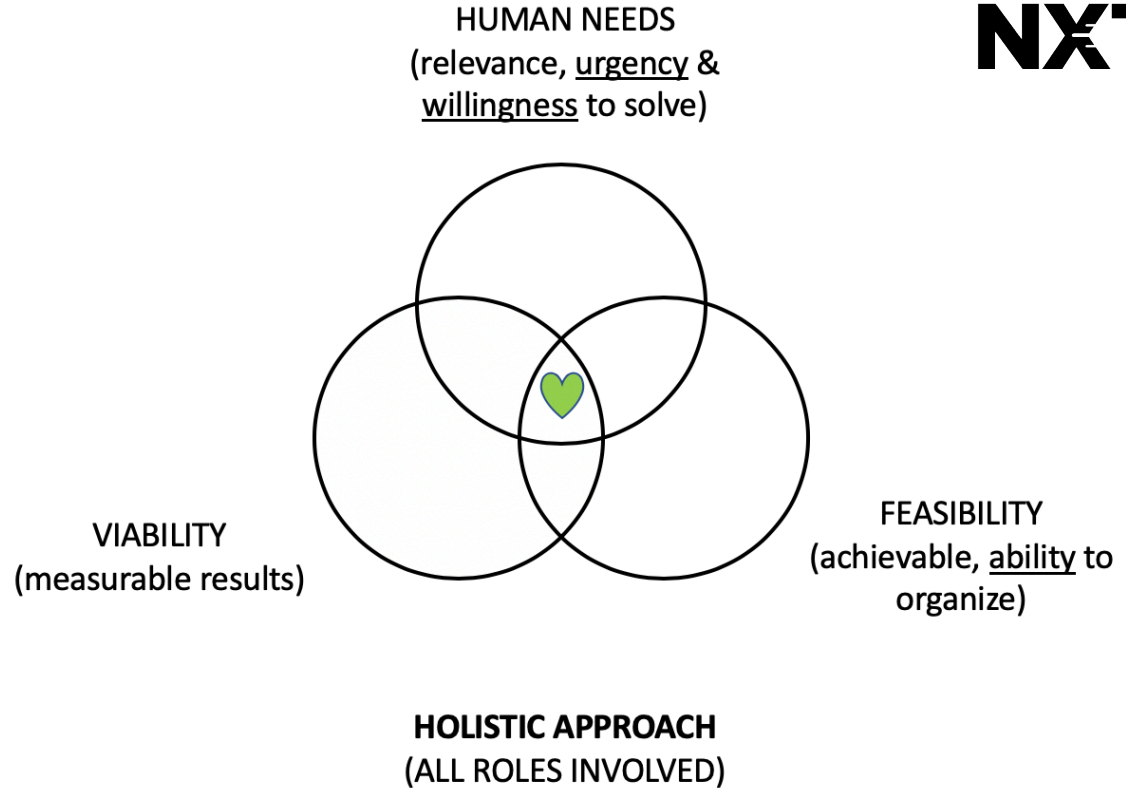 HUMAN NEEDS
(relevance, urgency &
willingness to solve)
NX
VIABILITY
(measurable results)
FEASIBILITY
(achievable, ability to
organize)
HOLISTIC APPROACH
(ALL ROLES INVOLVED)